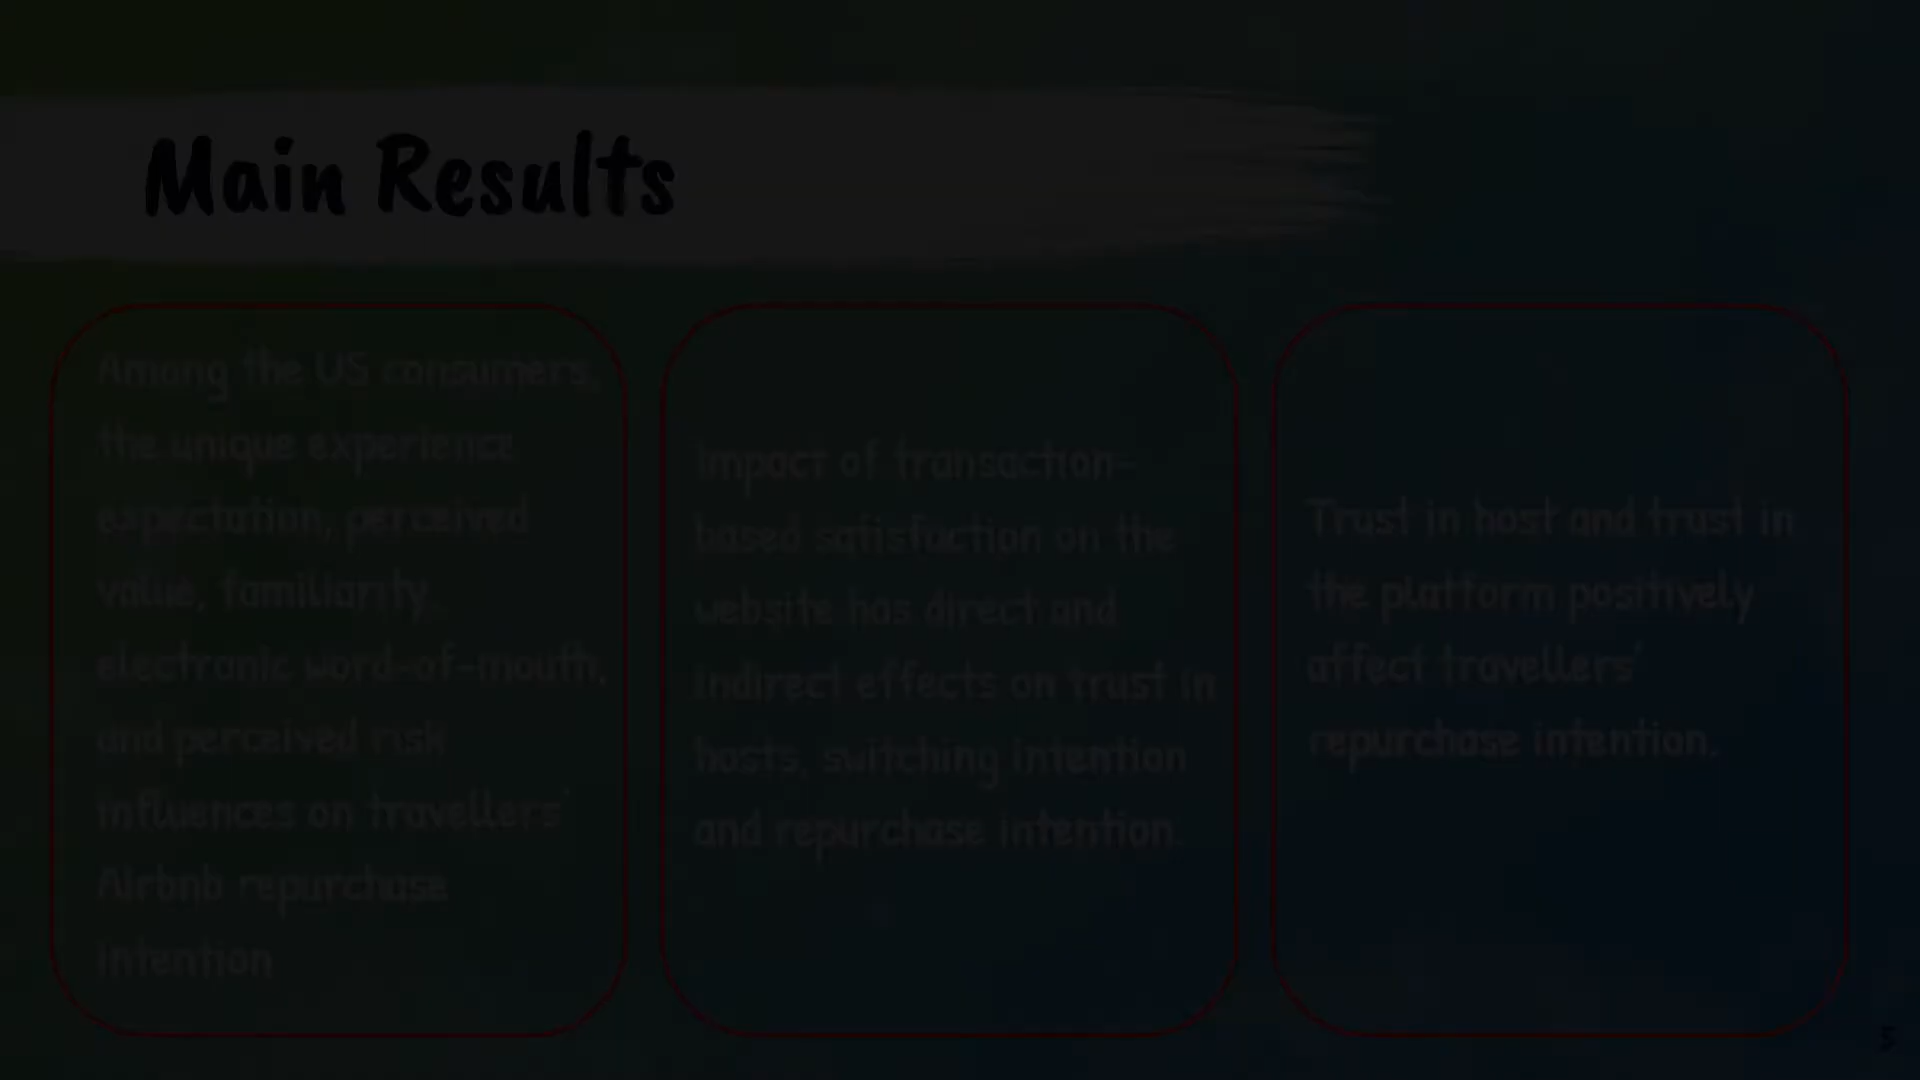 Main Results
Among the US consumers,
the unique experience
expectation, perceived
value, familiarity,
electronic word-of-mouth,
and perceived risk
influences on travellers'
Airbnb repurchase
intention
Impact of transaction-
based satisfaction on the
website has direct and
indirect effects on trust in
hosts, switching intention
and repurchase intention.
Trust in host and trust in
the platform positively
affect travellers'
repurchase intention.
5